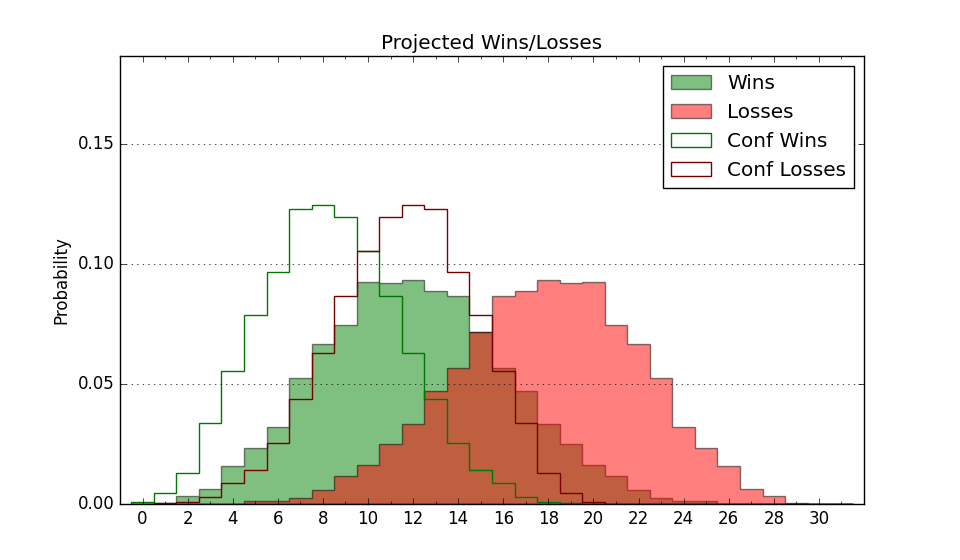 Projected Wins/Losses
Wins
Losses
Conf Wins
Conf Losses
Probability
0.15
0.10
0.05
0.00
0 2 4 6 8 10 12 14 16 18 20 22 24 26 28 30